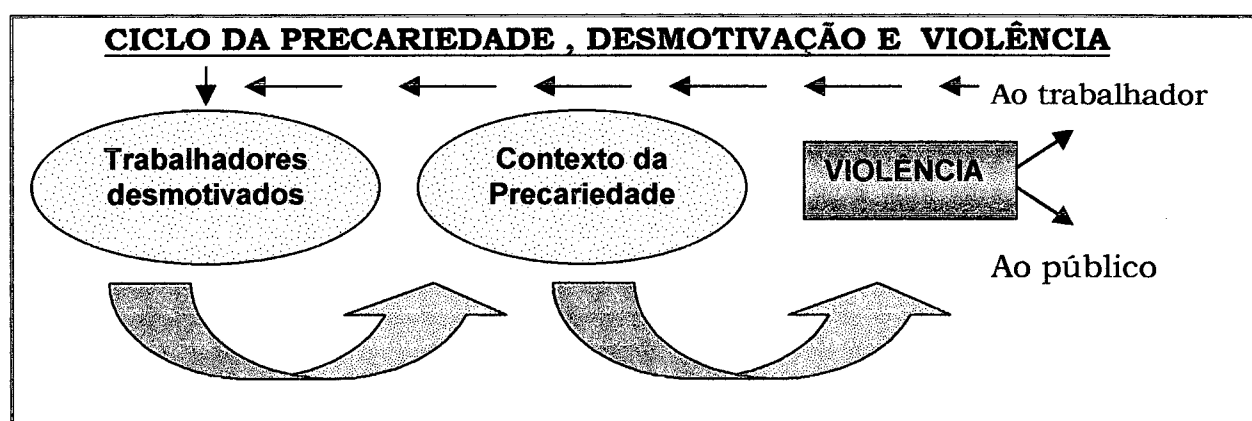 CICLO DA PRECARIEDADE , DESMOTIVAÇÃO E VIOLÊNCIA
Ao trabalhador
Trabalhadores
desmotivados
Contexto da
Precariedade
VIOLÊNCIA
Ao público